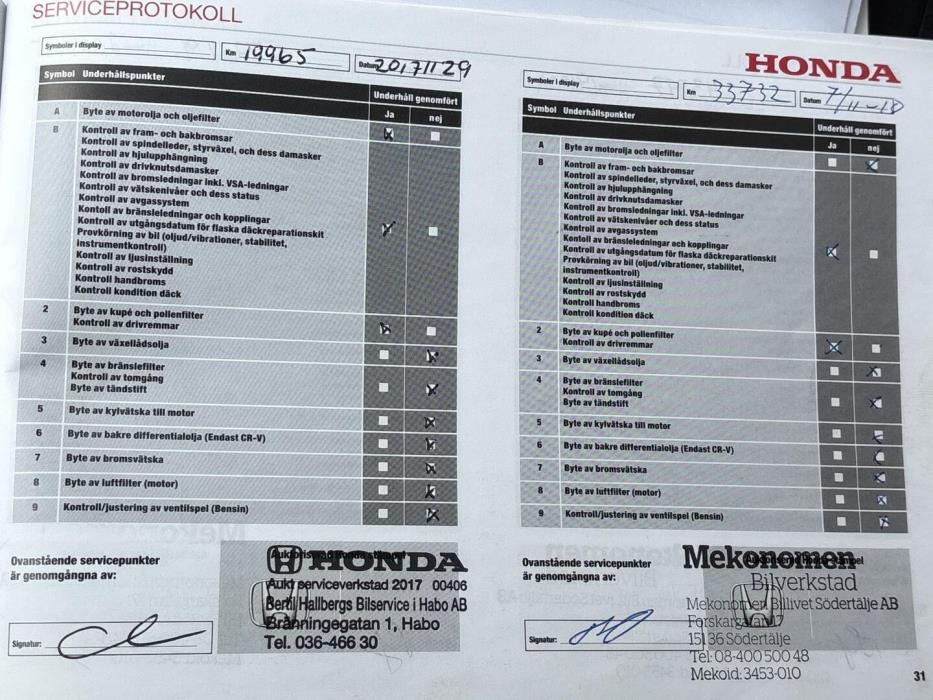 SERVICEPROTOKOLL
Symboler i display
Km 19965
Datum 20171129
Symbol Underhållspunkter
Underhåll genomfört
Ja nej
A Byte av motorolja och oljefilter
B Kontroll av fram- och bakbromsar
Kontroll av spindelleder, styrväxel, och dess damasker
Kontroll av hjulupphängning
Kontroll av drivknutsdamasker
Kontroll av bromsledningar inkl. VSA-ledningar
Kontroll av vätskenivåer och dess status
Kontroll av avgassystem
Kontoll av bränsleledningar och kopplingar
Kontroll av utgångsdatum för flaska däckreparationskit
Provkörning av bil (oljud/vibrationer, stabilitet,
instrumentkontroll)
Kontroll av ljusinställning
Kontroll av rostskydd
Kontroll handbroms
Kontroll kondition däck
2 Byte av kupé och pollenfilter
Kontroll av drivremmar
3 Byte av växellådsolja
4 Byte av bränslefilter
Kontroll av tomgång
Byte av tändstift
5 Byte av kylvätska till motor
6 Byte av bakre differentialolja (Endast CR-V)
7 Byte av bromsvätska
8 Byte av luftfilter (motor)
9 Kontroll/justering av ventilspel (Bensin)
Ovanstående servicepunkter
är genomgångna av:
Auktoriserad Honda stämpel
HONDA
Aukt serviceverkstad 2017 00406
Bertil Hallbergs Bilservice i Habo AB
Bränningegatan 1, Habo
Tel. 036-466 30
Signatur:
HONDA
Symboler i display
Km 33732
Datum 7/11-18
Symbol Underhållspunkter
Underhåll genomfört
Ja nej
A Byte av motorolja och oljefilter
B Kontroll av fram- och bakbromsar
Kontroll av spindelleder, styrväxel, och dess damasker
Kontroll av hjulupphängning
Kontroll av drivknutsdamasker
Kontroll av bromsledningar inkl. VSA-ledningar
Kontroll av vätskenivåer och dess status
Kontroll av avgassystem
Kontoll av bränsleledningar och kopplingar
Kontroll av utgångsdatum för flaska däckreparationskit
Provkörning av bil (oljud/vibrationer, stabilitet,
instrumentkontroll)
Kontroll av ljusinställning
Kontroll av rostskydd
Kontroll handbroms
Kontroll kondition däck
2 Byte av kupé och pollenfilter
Kontroll av drivremmar
3 Byte av växellådsolja
4 Byte av bränslefilter
Kontroll av tomgång
Byte av tändstift
5 Byte av kylvätska till motor
6 Byte av bakre differentialolja (Endast CR-V)
7 Byte av bromsvätska
8 Byte av luftfilter (motor)
9 Kontroll/justering av ventilspel (Bensin)
Ovanstående servicepunkter
är genomgångna av:
Auktoriserad Honda stämpel
Mekonomen
Bilverkstad
Mekonomen Billivet Södertälje AB
Forskargatan 17
151 36 Södertälje
Tel: 08-400 500 48
Mekoid: 3453-010
Signatur:
31